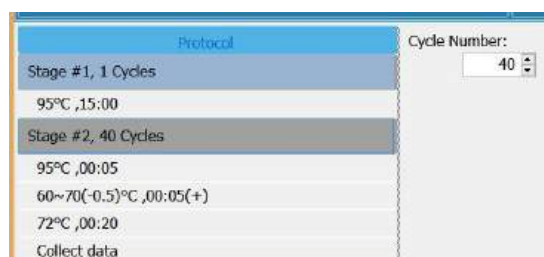 Protocol
Cycle Number:
40
Stage #1, 1 Cycles
95°C ,15:00
Stage #2, 40 Cycles
95°C ,00:05
60~70(-0.5)°C ,00:05(+)
72°C ,00:20
Collect data